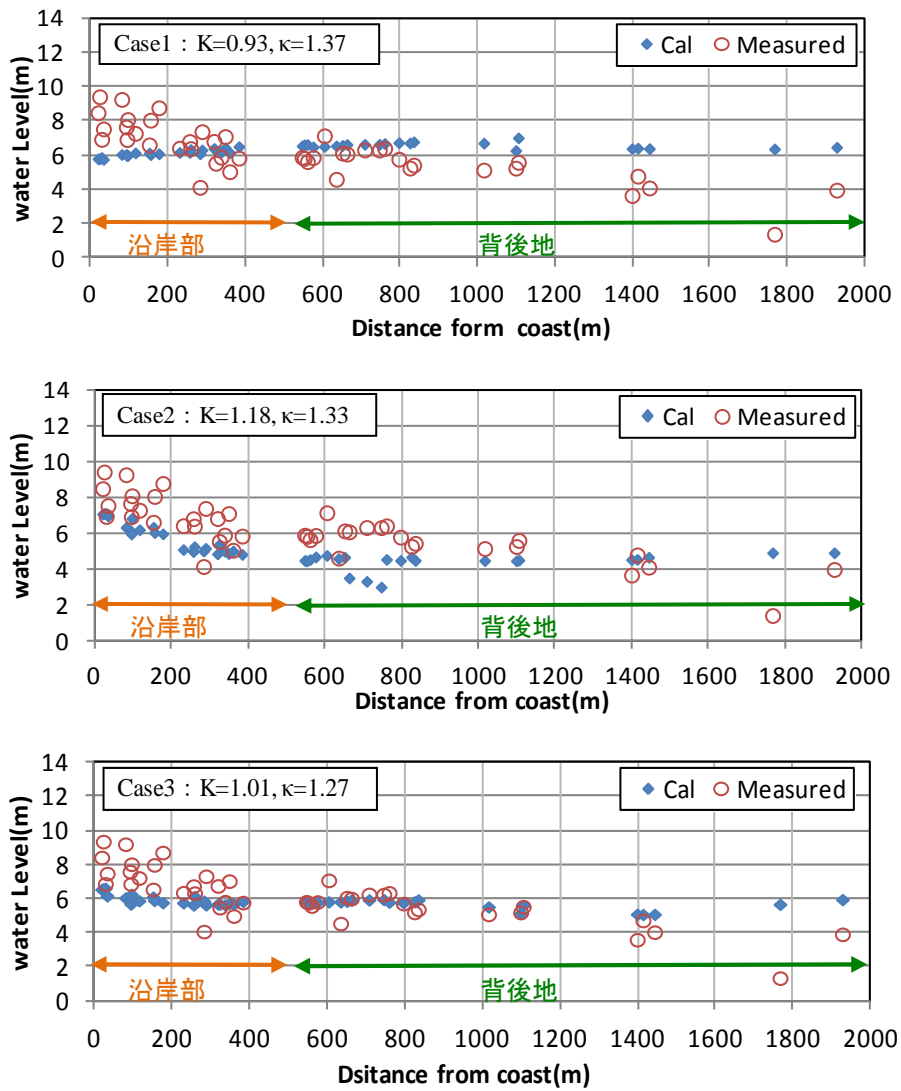 Case1：K=0.93, κ=1.37
Cal Measured
water Level(m)
14
12
10
8
6
4
2
0
沿岸部 背後地
0 200 400 600 800 1000 1200 1400 1600 1800 2000
Distance form coast(m)
Case2：K=1.18, κ=1.33
Cal Measured
water Level(m)
14
12
10
8
6
4
2
0
沿岸部 背後地
0 200 400 600 800 1000 1200 1400 1600 1800 2000
Distance from coast(m)
Case3：K=1.01, κ=1.27
Cal Measured
water Level(m)
14
12
10
8
6
4
2
0
沿岸部 背後地
0 200 400 600 800 1000 1200 1400 1600 1800 2000
Dsitance from coast(m)